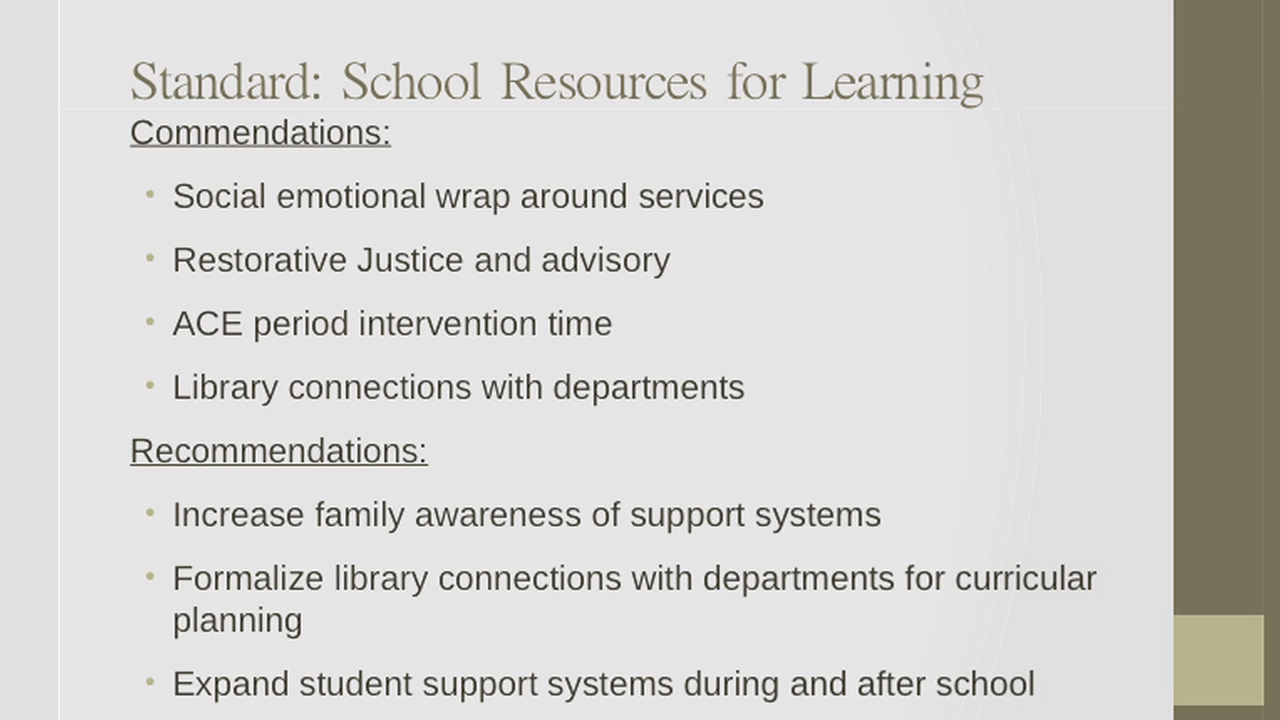 Standard: School Resources for Learning
Commendations:
• Social emotional wrap around services
• Restorative Justice and advisory
• ACE period intervention time
• Library connections with departments
Recommendations:
• Increase family awareness of support systems
• Formalize library connections with departments for curricular
planning
• Expand student support systems during and after school